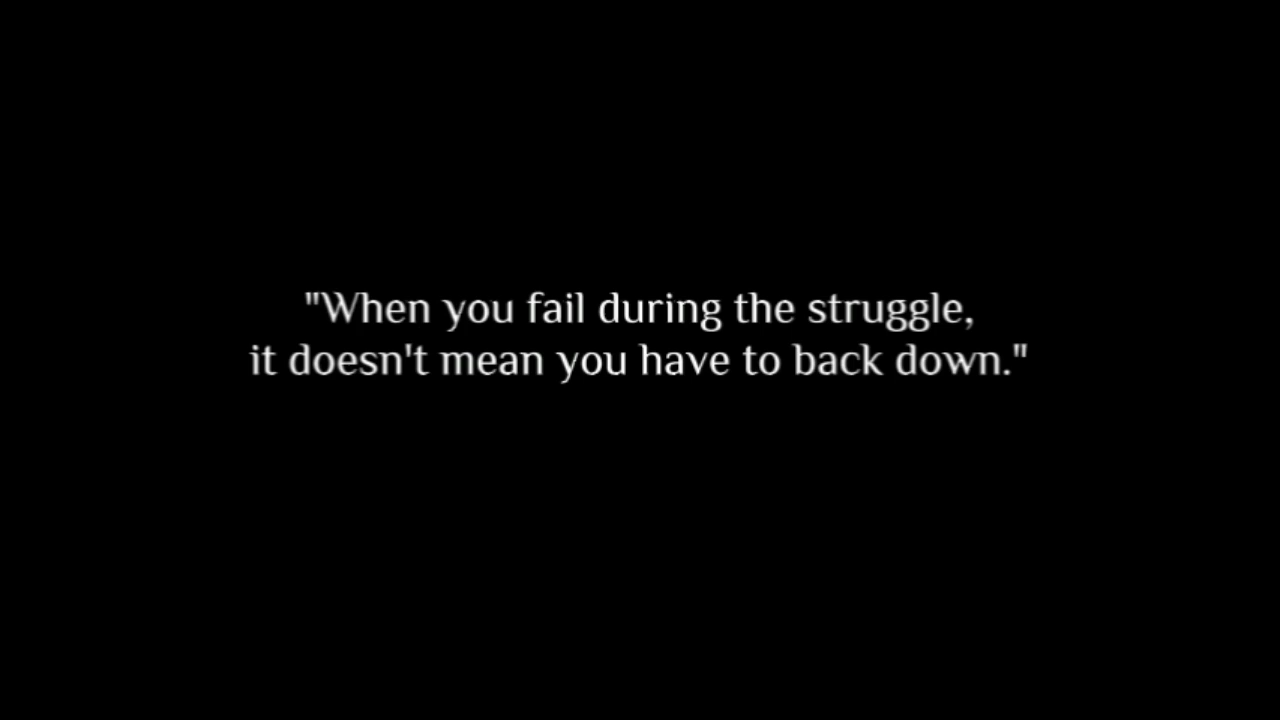 "When you fail during the struggle,
it doesn't mean you have to back down."